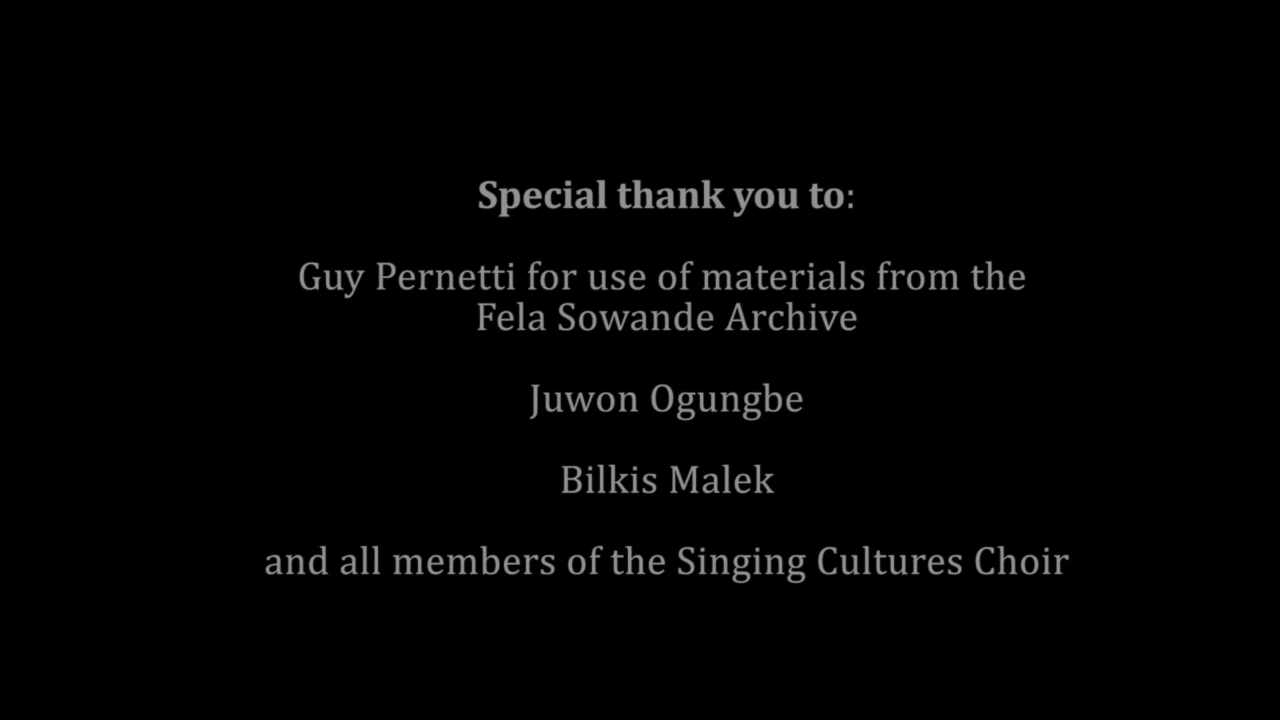 Special thank you to:
Guy Pernetti for use of materials from the
Fela Sowande Archive
Juwon Ogungbe
Bilkis Malek
and all members of the Singing Cultures Choir